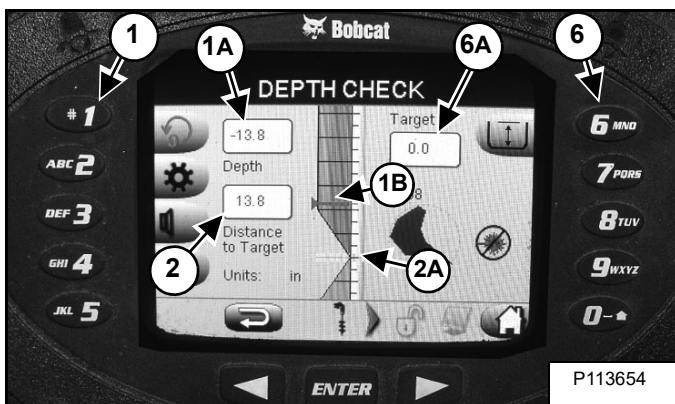 1 1A 6A 6
Bobcat
DEPTH CHECK
# 1
-13.8
Depth
Target
0.0
6 MNO
ABC 2
1B
7 PQRS
DEF 3
13.8
Distance
to Target
8 TUV
GHI 4
2
Units: in
2A
9 WXYZ
JKL 5
0-
ENTER
P113654